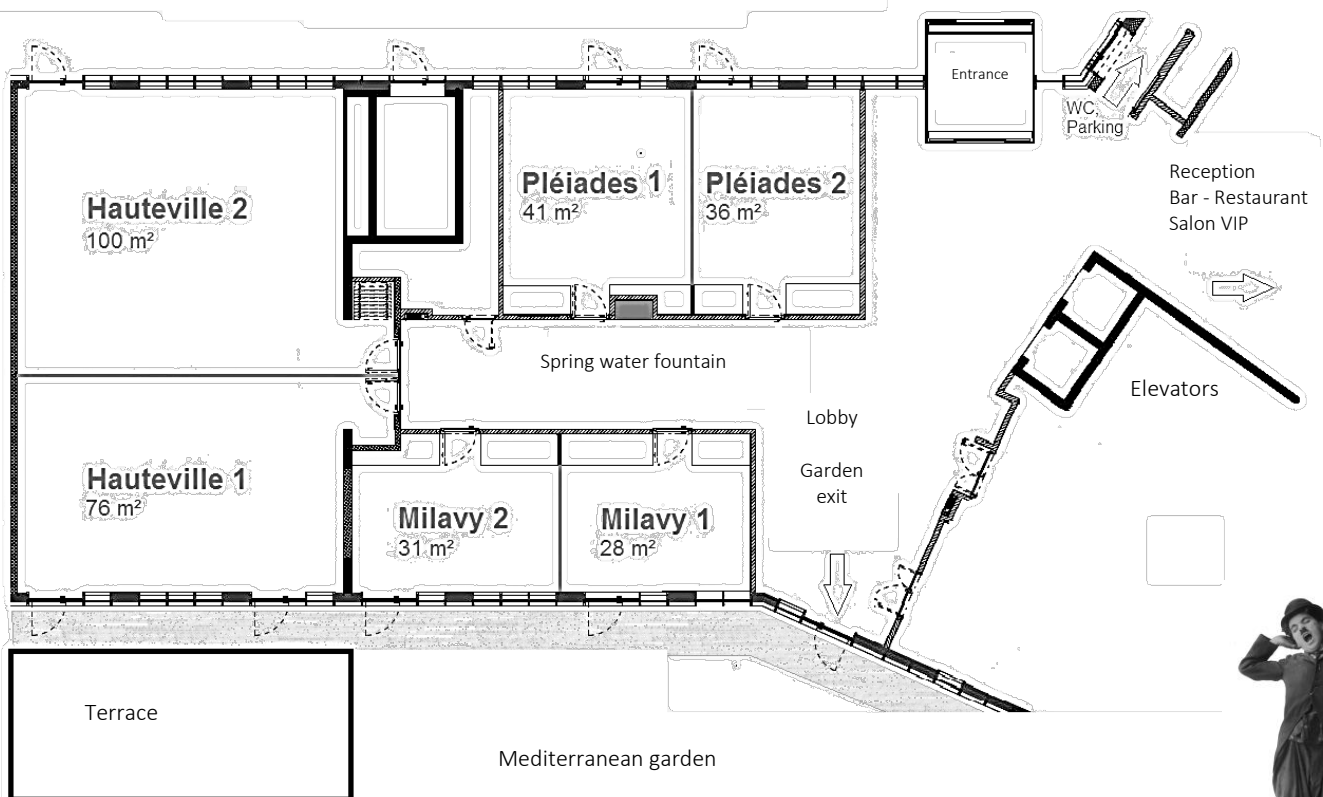 Entrance
WC,
Parking
Reception
Bar - Restaurant
Salon VIP
Pléiades 1
41 m²
Pléiades 2
36 m²
Hauteville 2
100 m²
Spring water fountain
Elevators
Lobby
Garden
exit
Hauteville 1
76 m²
Milavy 2
31 m²
Milavy 1
28 m²
Terrace
Mediterranean garden